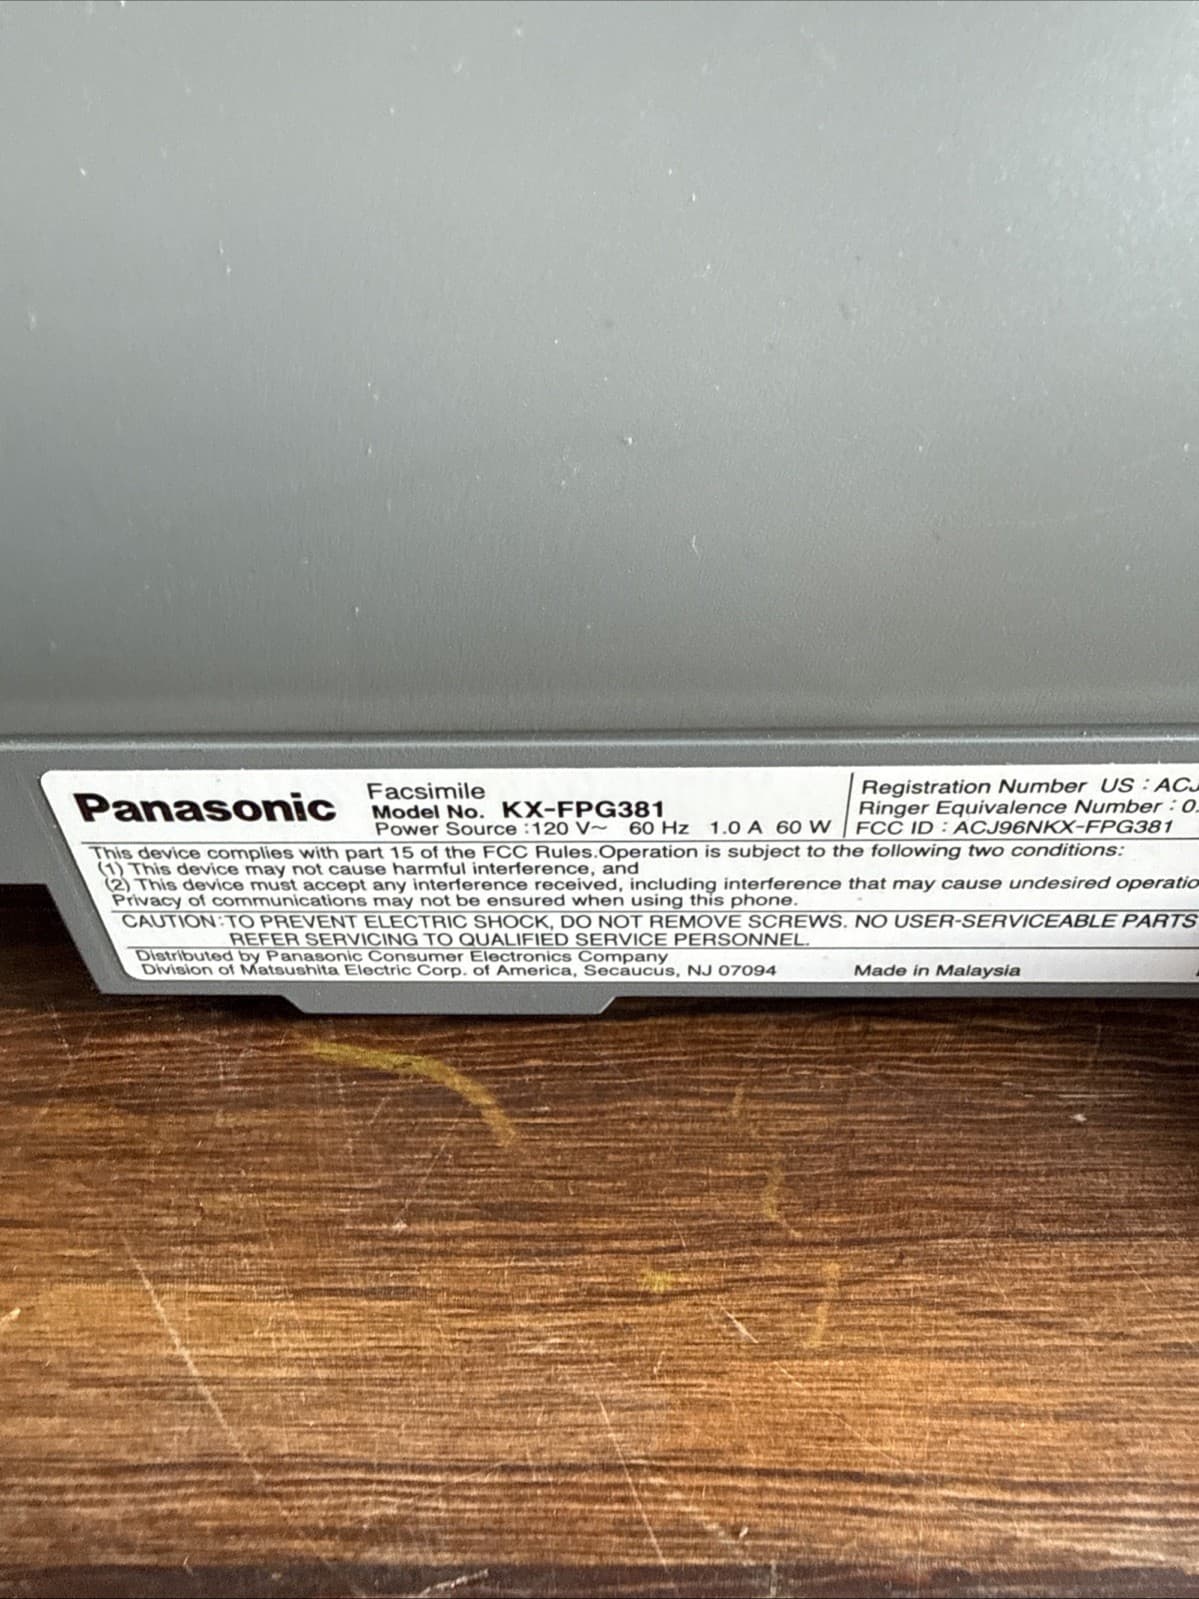 Panasonic
Facsimile
Model No. KX-FPG381
Power Source : 120 V~ 60 Hz 1.0 A 60 W
Registration Number US : ACJ
Ringer Equivalence Number : 0.
FCC ID : ACJ96NKX-FPG381
This device complies with part 15 of the FCC Rules.Operation is subject to the following two conditions:
(1) This device may not cause harmful interference, and
(2) This device must accept any interference received, including interference that may cause undesired operatio
Privacy of communications may not be ensured when using this phone.
CAUTION:TO PREVENT ELECTRIC SHOCK, DO NOT REMOVE SCREWS. NO USER-SERVICEABLE PARTS
REFER SERVICING TO QUALIFIED SERVICE PERSONNEL.
Distributed by Panasonic Consumer Electronics Company
Division of Matsushita Electric Corp. of America, Secaucus, NJ 07094
Made in Malaysia